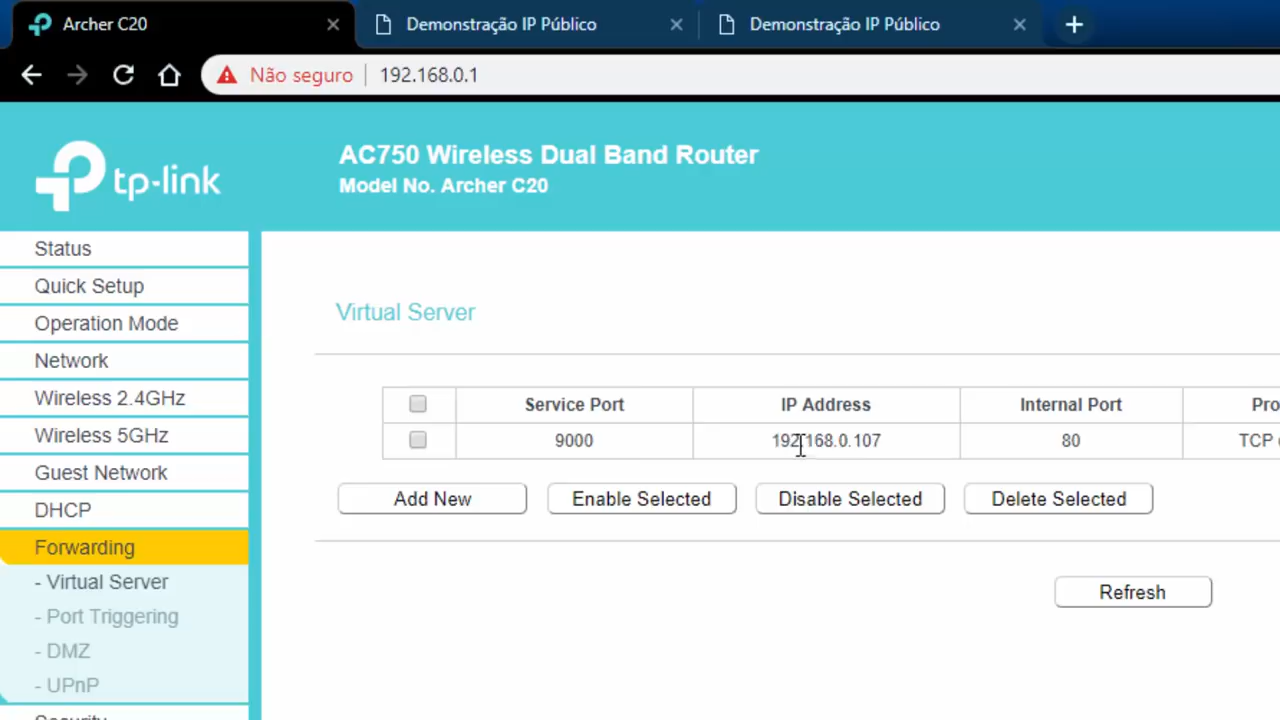 Archer C20
Demonstração IP Público
Demonstração IP Público
Não seguro
192.168.0.1
tp-link
AC750 Wireless Dual Band Router
Model No. Archer C20
Status
Quick Setup
Operation Mode
Network
Wireless 2.4GHz
Wireless 5GHz
Guest Network
DHCP
Forwarding
- Virtual Server
- Port Triggering
- DMZ
- UPnP
Security
Virtual Server
Service Port IP Address Internal Port Pro
9000 192.168.0.107 80 TCP
Add New Enable Selected Disable Selected Delete Selected
Refresh